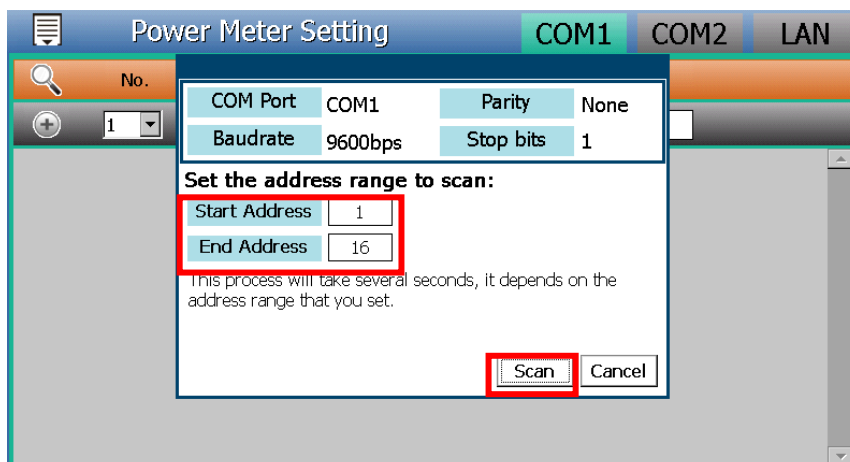 Power Meter Setting COM1 COM2 LAN
No.
1
COM Port COM1 Parity None
Baudrate 9600bps Stop bits 1
Set the address range to scan:
Start Address 1
End Address 16
This process will take several seconds, it depends on the
address range that you set.
Scan Cancel